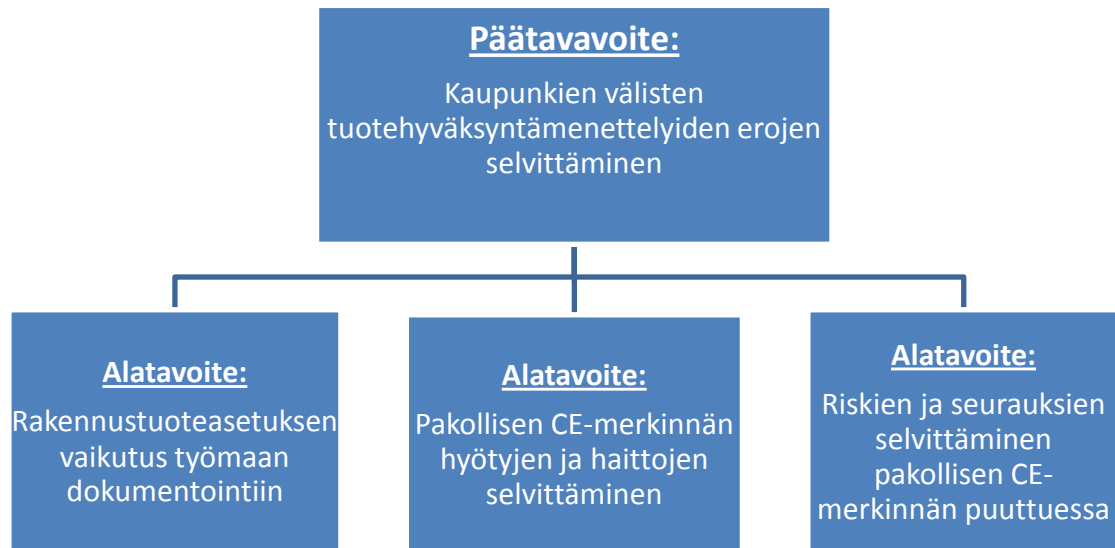 Päätavavoite:
Kaupunkien välisten
tuotehyväksyntämenettelyiden erojen
selvittäminen
Alatavoite:
Rakennustuoteasetuksen
vaikutus työmaan
dokumentointiin
Alatavoite:
Pakollisen CE-merkinnän
hyötyjen ja haittojen
selvittäminen
Alatavoite:
Riskien ja seurauksien
selvittäminen
pakollisen CE-
merkinnän puuttuessa